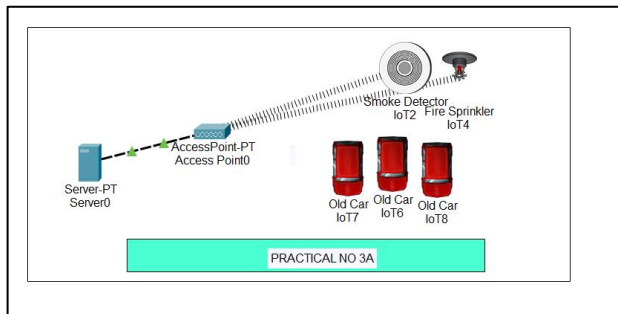 Smoke Detector
IoT2
Fire Sprinkler
IoT4
AccessPoint-PT
Access Point0
Server-PT
Server0
Old Car
IoT7
Old Car
IoT6
Old Car
IoT8
PRACTICAL NO 3A